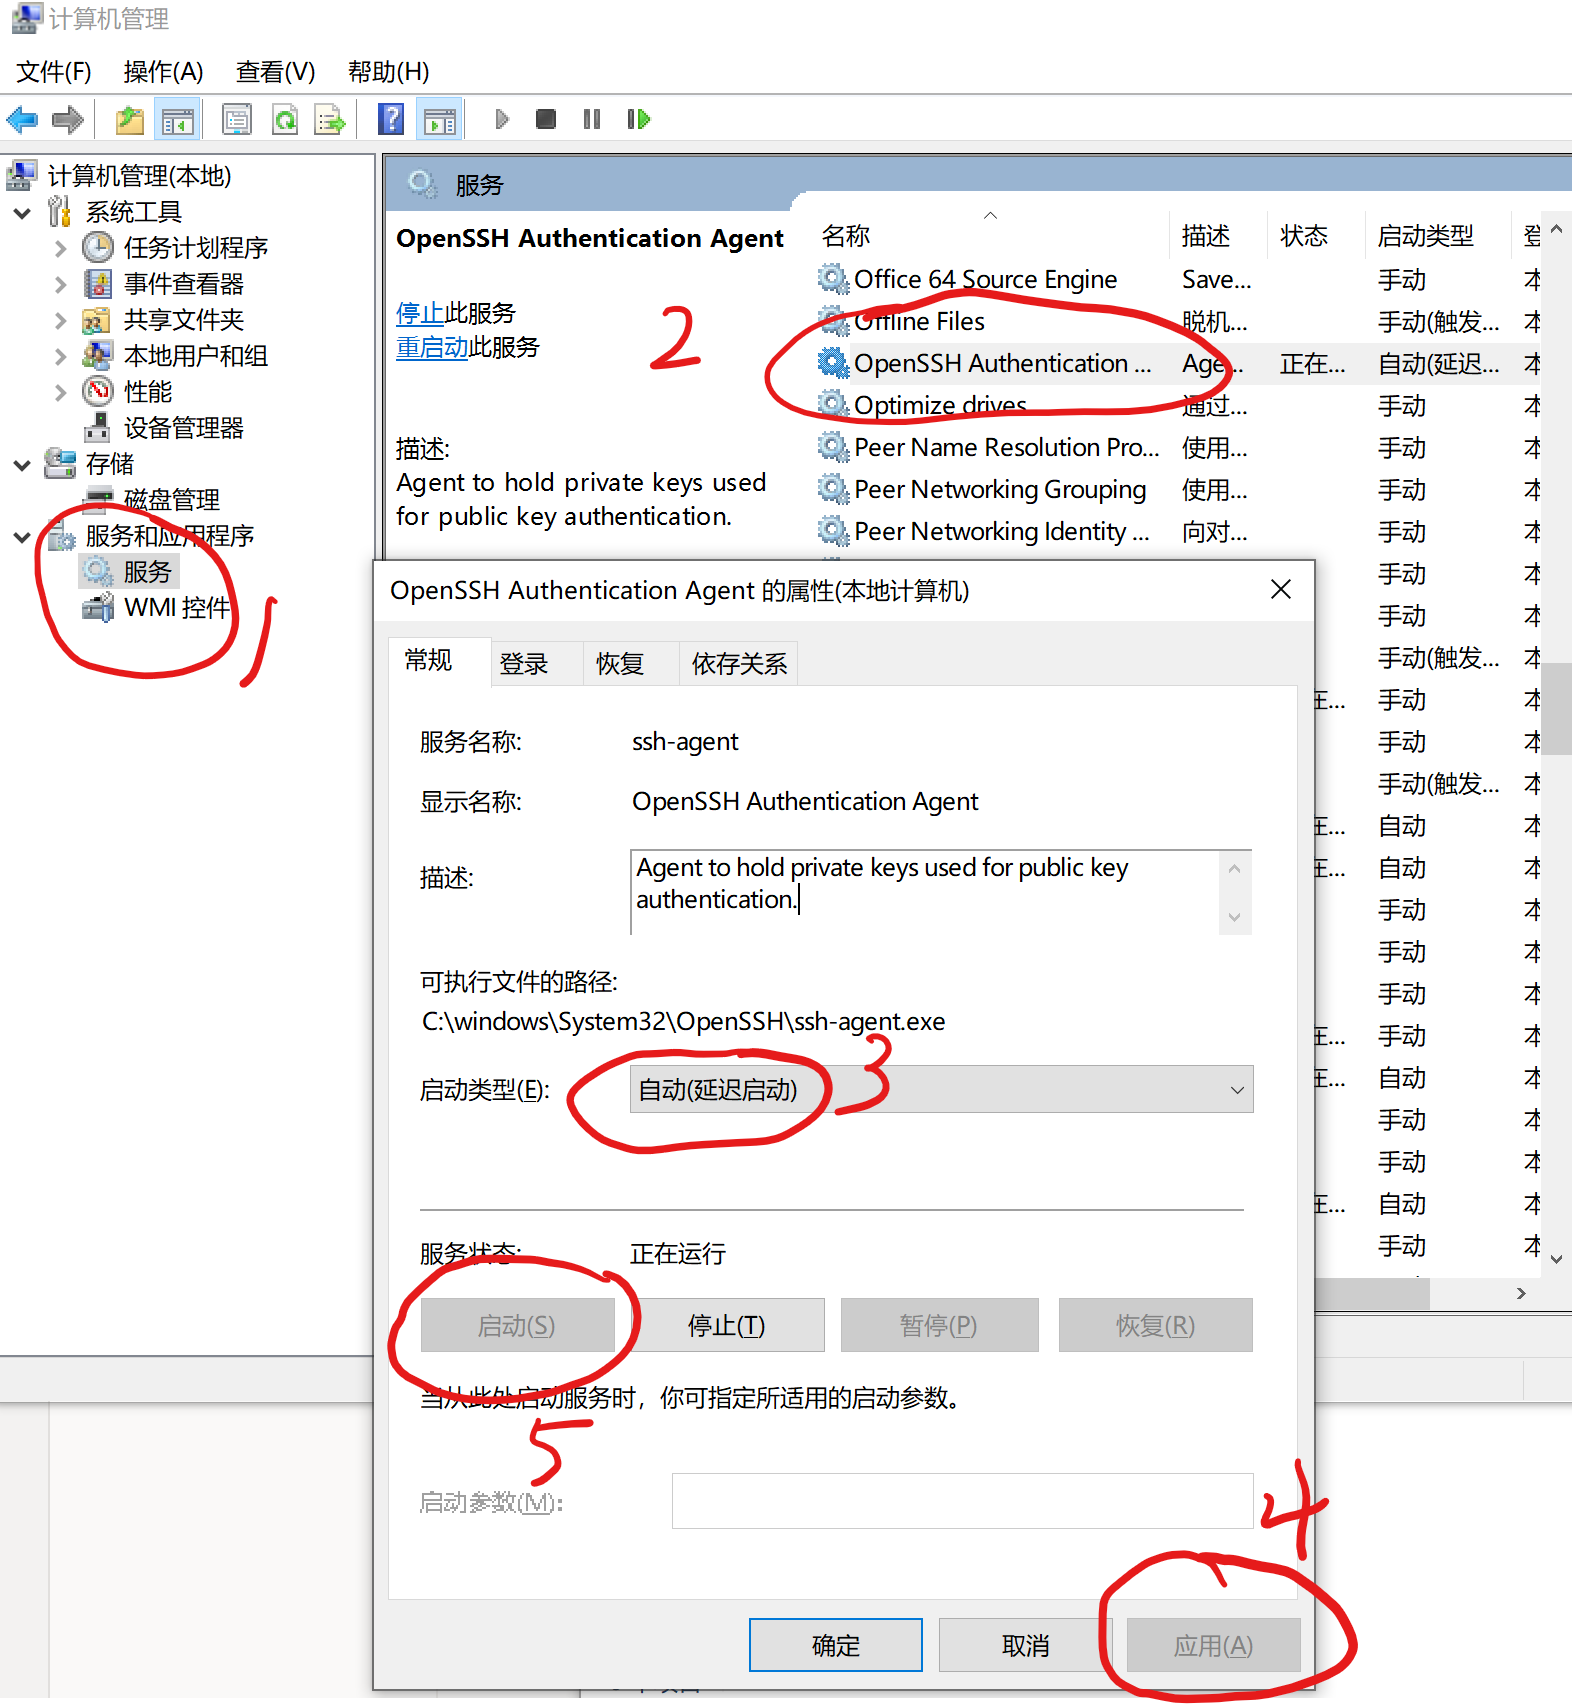 计算机管理
文件(F) 操作(A) 查看(V) 帮助(H)
计算机管理(本地)
系统工具
任务计划程序
事件查看器
共享文件夹
本地用户和组
性能
设备管理器
存储
磁盘管理
服务和应用程序
服务
WMI 控件
1
服务
OpenSSH Authentication Agent
停止此服务
重启动此服务
2
描述:
Agent to hold private keys used
for public key authentication.
名称 描述 状态 启动类型 登
Office 64 Source Engine Save... 手动 本
Offline Files 脱机... 手动(触发... 本
OpenSSH Authentication ... Age... 正在... 自动(延迟... 本
Optimize drives 通过... 手动 本
Peer Name Resolution Pro... 使用... 手动 本
Peer Networking Grouping 使用... 手动 本
Peer Networking Identity ... 向对... 手动 本
手动 本
手动 本
手动(触发... 本
在... 手动 本
手动 本
手动(触发... 本
在... 自动 本
在... 自动 本
手动 本
手动 本
手动 本
在... 手动 本
在... 自动 本
手动 本
手动 本
在... 自动 本
手动 本
OpenSSH Authentication Agent 的属性(本地计算机)
常规 登录 恢复 依存关系
服务名称: ssh-agent
显示名称: OpenSSH Authentication Agent
描述: Agent to hold private keys used for public key
authentication.
可执行文件的路径:
C:\windows\System32\OpenSSH\ssh-agent.exe
启动类型(E): 自动(延迟启动) 3
服务状态: 正在运行
启动(S) 停止(T) 暂停(P) 恢复(R)
当从此处启动服务时，你可指定所适用的启动参数。
5
启动参数(M):
4
确定 取消 应用(A)